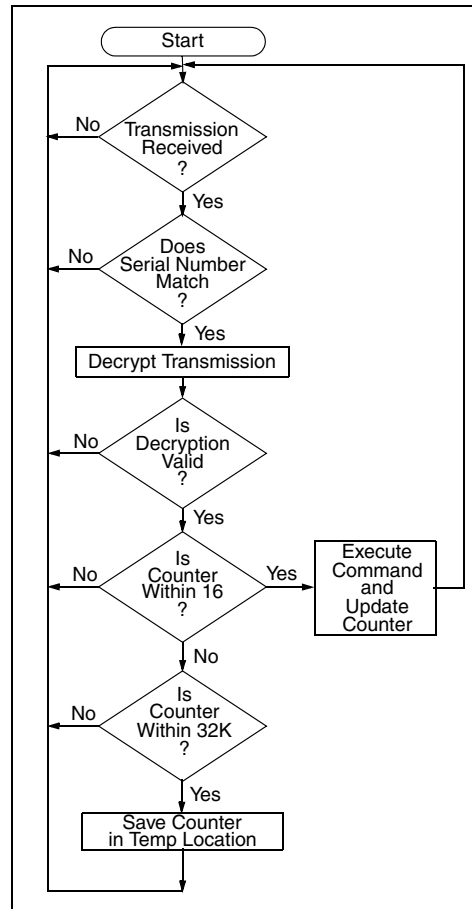 Start
No
Transmission
Received
?
Yes
Does
No
Serial Number
Match
?
Yes
Decrypt Transmission
Is
No
Decryption
Valid
?
Yes
Is
No
Counter
Within 16
?
Yes
Execute
Command
and
Update
Counter
No
Is
No
Counter
Within 32K
?
Yes
Save Counter
in Temp Location